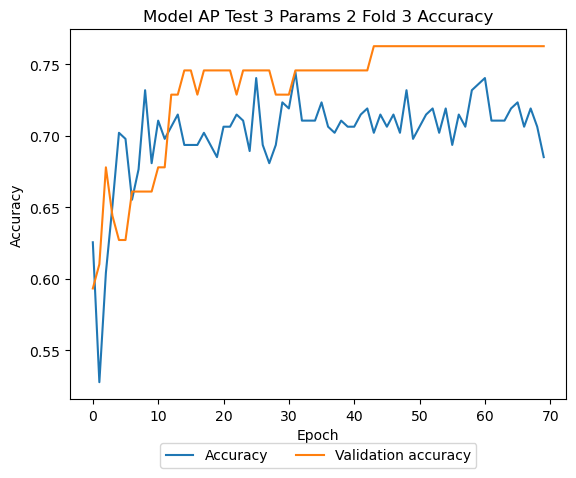 Model AP Test 3 Params 2 Fold 3 Accuracy
Accuracy
0.75
0.70
0.65
0.60
0.55
0 10 20 30 40 50 60 70
Epoch
Accuracy Validation accuracy